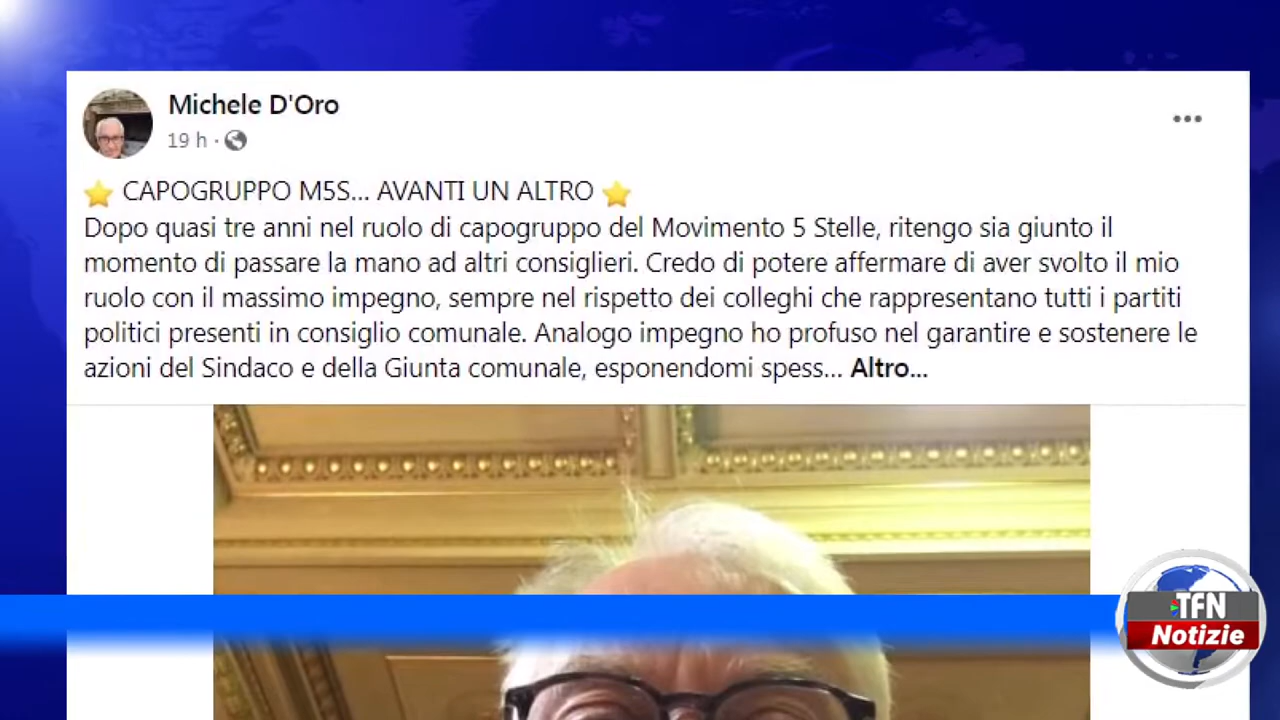 Michele D'Oro
19 h ·
⭐ CAPOGRUPPO M5S... AVANTI UN ALTRO ⭐
Dopo quasi tre anni nel ruolo di capogruppo del Movimento 5 Stelle, ritengo sia giunto il
momento di passare la mano ad altri consiglieri. Credo di potere affermare di aver svolto il mio
ruolo con il massimo impegno, sempre nel rispetto dei colleghi che rappresentano tutti i partiti
politici presenti in consiglio comunale. Analogo impegno ho profuso nel garantire e sostenere le
azioni del Sindaco e della Giunta comunale, esponendomi spess... Altro...
TFN
Notizie